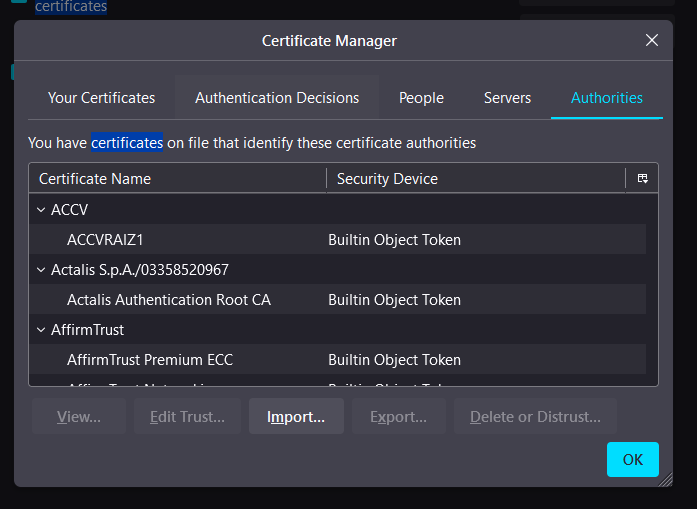 certificates
Certificate Manager
Your Certificates Authentication Decisions People Servers Authorities
You have certificates on file that identify these certificate authorities
Certificate Name Security Device
ACCV
ACCVRAIZ1 Builtin Object Token
Actalis S.p.A./03358520967
Actalis Authentication Root CA Builtin Object Token
AffirmTrust
AffirmTrust Premium ECC Builtin Object Token
View... Edit Trust... Import... Export... Delete or Distrust...
OK